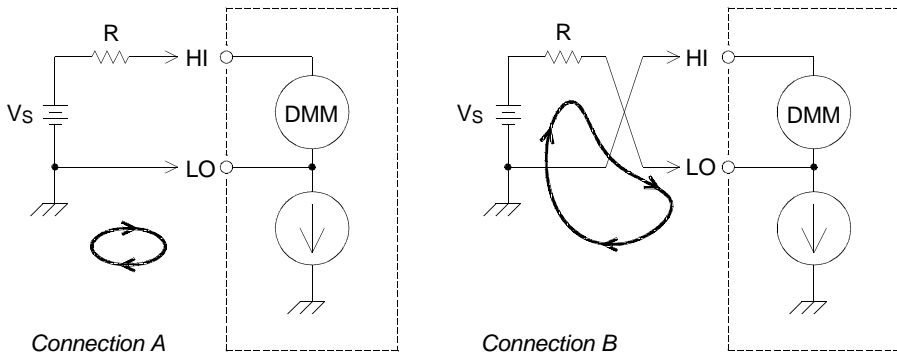 R
HI
DMM
VS
LO
Connection A
R
HI
DMM
VS
LO
Connection B